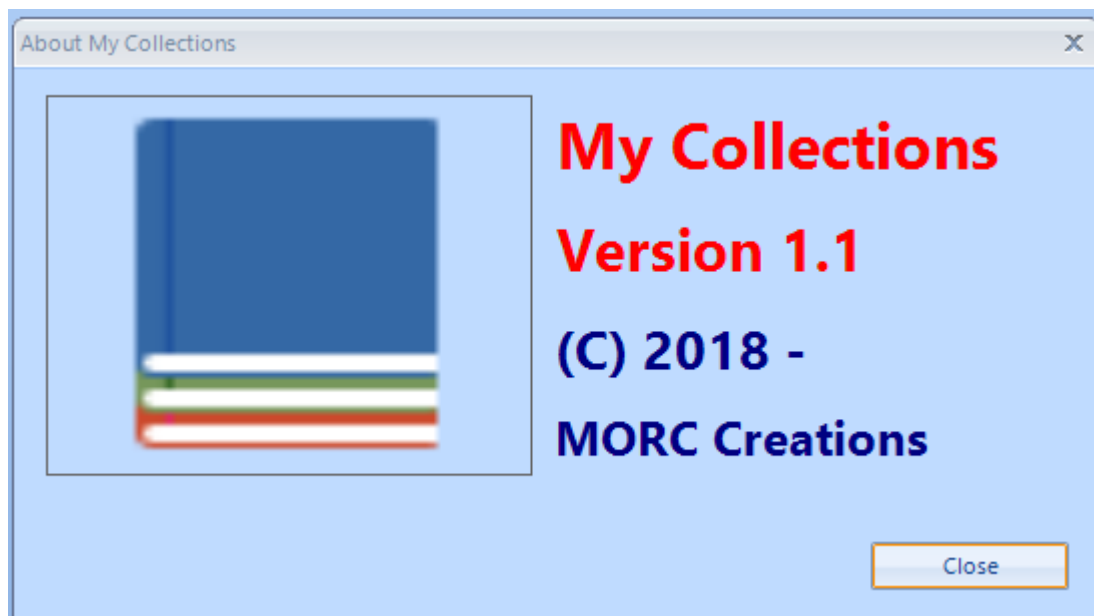 About My Collections
My Collections
Version 1.1
(C) 2018 -
MORC Creations
Close